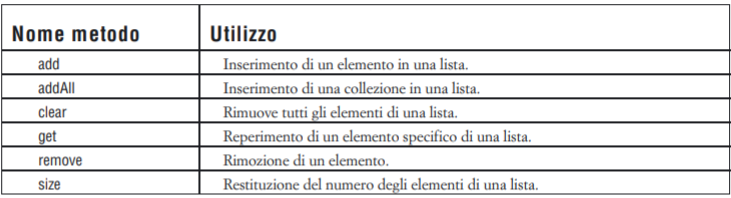 Nome metodo Utilizzo
add Inserimento di un elemento in una lista.
addAll Inserimento di una collezione in una lista.
clear Rimuove tutti gli elementi di una lista.
get Reperimento di un elemento specifico di una lista.
remove Rimozione di un elemento.
size Restituzione del numero degli elementi di una lista.